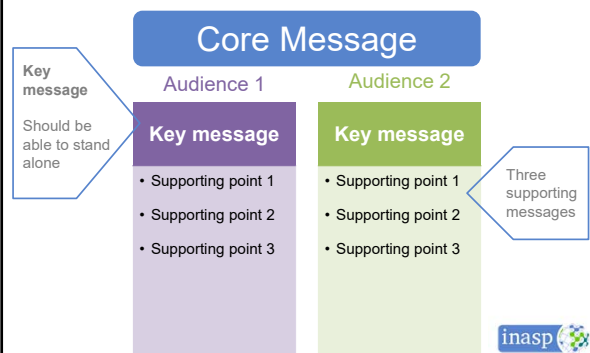 Core Message
Key
message
Should be
able to stand
alone
Audience 1
Key message
• Supporting point 1
• Supporting point 2
• Supporting point 3
Audience 2
Key message
• Supporting point 1
• Supporting point 2
• Supporting point 3
Three
supporting
messages
inasp